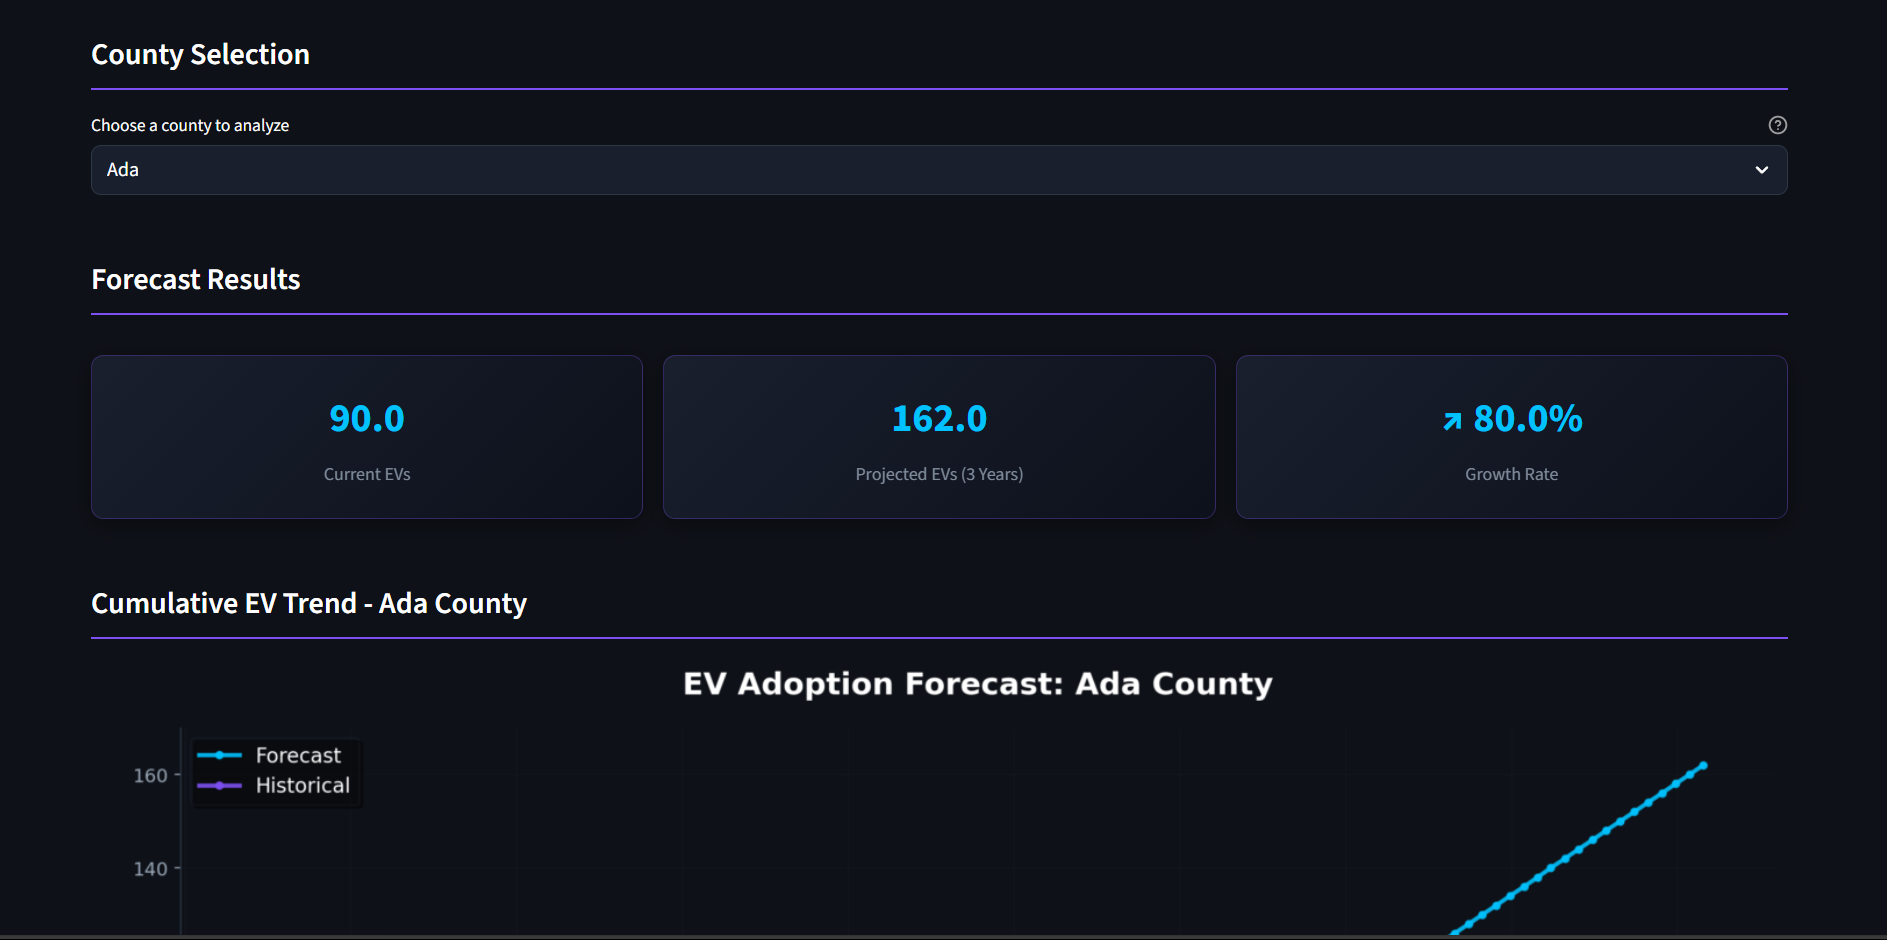 County Selection
Choose a county to analyze
Ada
Forecast Results
90.0
Current EVs
162.0
Projected EVs (3 Years)
↗ 80.0%
Growth Rate
Cumulative EV Trend - Ada County
EV Adoption Forecast: Ada County
Forecast
Historical
160
140